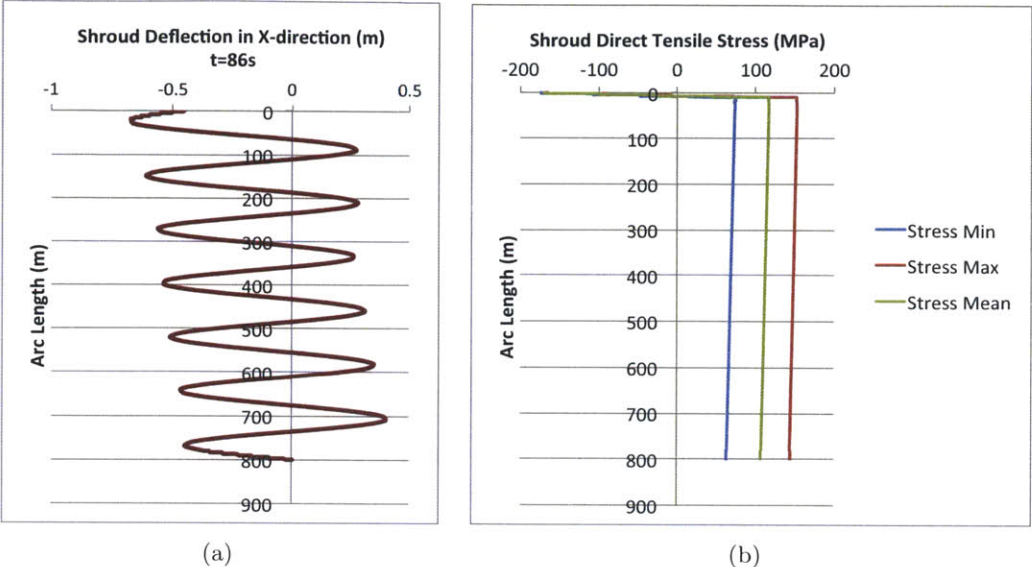 Shroud Deflection in X-direction (m)
t=86s
-1 -0.5 0 0.5
0
100
200
300
400
500
600
700
800
900
Arc Length (m)
(a)
Shroud Direct Tensile Stress (MPa)
-200 -100 0 100 200
0
100
200
300
400
500
600
700
800
900
Arc Length (m)
Stress Min
Stress Max
Stress Mean
(b)